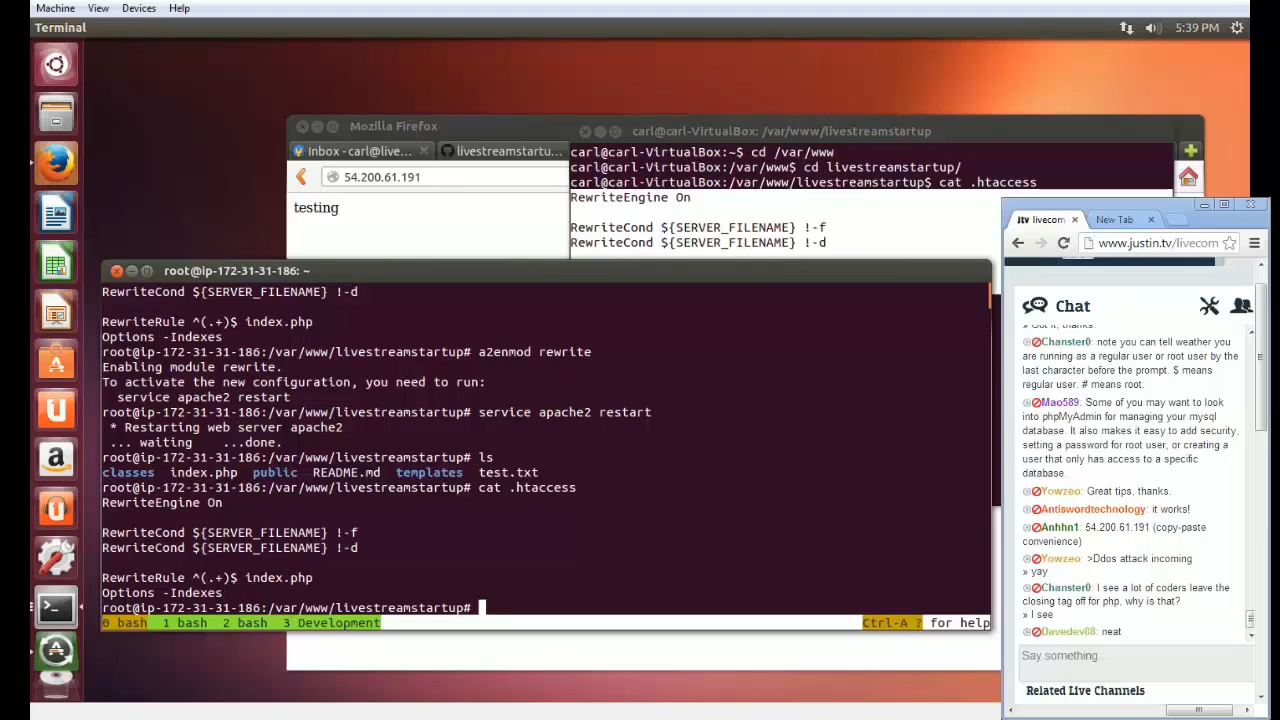 Machine View Devices Help
Terminal
5:39 PM
Mozilla Firefox
Inbox - carl@live...
livestreamstartu...
54.200.61.191
testing
carl@carl-VirtualBox: /var/www/livestreamstartup
carl@carl-VirtualBox:~$ cd /var/www
carl@carl-VirtualBox:/var/www$ cd livestreamstartup/
carl@carl-VirtualBox:/var/www/livestreamstartup$ cat .htaccess
RewriteEngine On
RewriteCond ${SERVER_FILENAME} !-f
RewriteCond ${SERVER_FILENAME} !-d
root@ip-172-31-31-186: ~
RewriteCond ${SERVER_FILENAME} !-d
RewriteRule ^(.+)$ index.php
Options -Indexes
root@ip-172-31-31-186:/var/www/livestreamstartup# a2enmod rewrite
Enabling module rewrite.
To activate the new configuration, you need to run:
service apache2 restart
root@ip-172-31-31-186:/var/www/livestreamstartup# service apache2 restart
* Restarting web server apache2
... waiting ...done.
root@ip-172-31-31-186:/var/www/livestreamstartup# ls
classes index.php public README.md templates test.txt
root@ip-172-31-31-186:/var/www/livestreamstartup# cat .htaccess
RewriteEngine On
RewriteCond ${SERVER_FILENAME} !-f
RewriteCond ${SERVER_FILENAME} !-d
RewriteRule ^(.+)$ index.php
Options -Indexes
root@ip-172-31-31-186:/var/www/livestreamstartup#
0 bash 1 bash 2 bash 3 Development
Ctrl-A ? for help
jtv livecom
New Tab
www.justin.tv/livecom
Chat
» Got it, thanks.
Chanster0: note you can tell weather you
are running as a regular user or root user by the
last character before the prompt. $ means
regular user. # means root.
Mao589: Some of you may want to look
into phpMyAdmin for managing your mysql
database. It also makes it easy to add security,
setting a password for root user, or creating a
user that only has access to a specific
database.
Yowzeo: Great tips, thanks.
Antiswordtechnology: it works!
Anhhn1: 54.200.61.191 (copy-paste
convenience)
Yowzeo: >Ddos attack incoming
» yay
Chanster0: I see a lot of coders leave the
closing tag off for php, why is that?
» I see
Davedev88: neat
Say something...
Related Live Channels